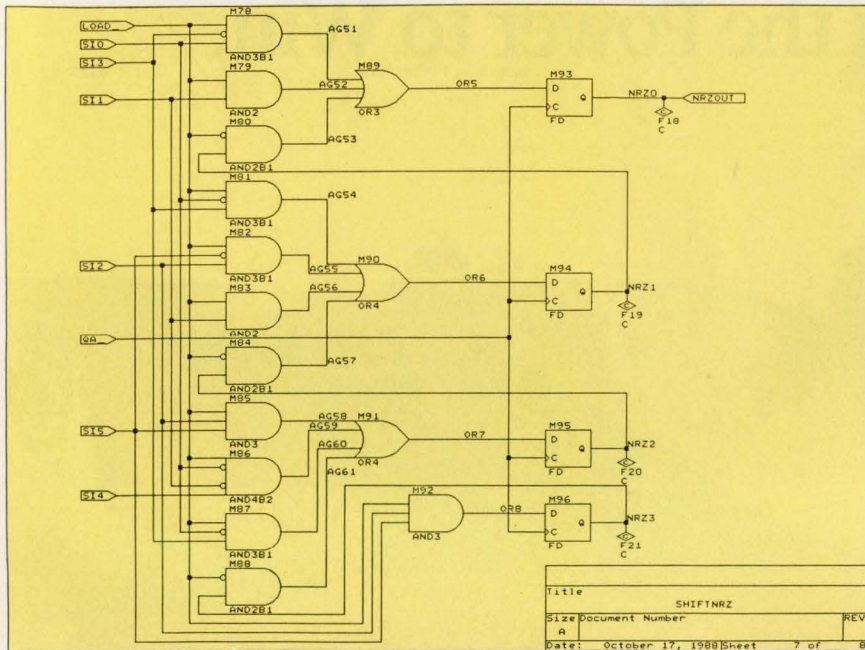 LOAD_
SI0
SI3
SI1
SI2
QA_
SI5
SI4
M78
AG51
AND3B1
M79
AG52
AND2
M80
AG53
AND2B1
M81
AG54
AND3B1
M82
AG55
AND3B1
M83
AG56
AND2
M84
AG57
AND2B1
M85
AG58
AND3
M86
AG59
AND4B2
M87
AG60
AND3B1
M88
AG61
AND2B1
M89
OR3
OR5
M90
OR4
OR6
M91
OR4
OR7
M92
AND3
OR8
M93
D
Q
C
FD
NRZ0
NRZOUT
C
F18
C
M94
D
Q
C
FD
NRZ1
C
F19
C
M95
D
Q
C
FD
NRZ2
C
F20
C
M96
D
Q
C
FD
NRZ3
C
F21
C
Title
SHIFTNRZ
Size Document Number REV
A
Date: October 17, 1988 Sheet 7 of 8